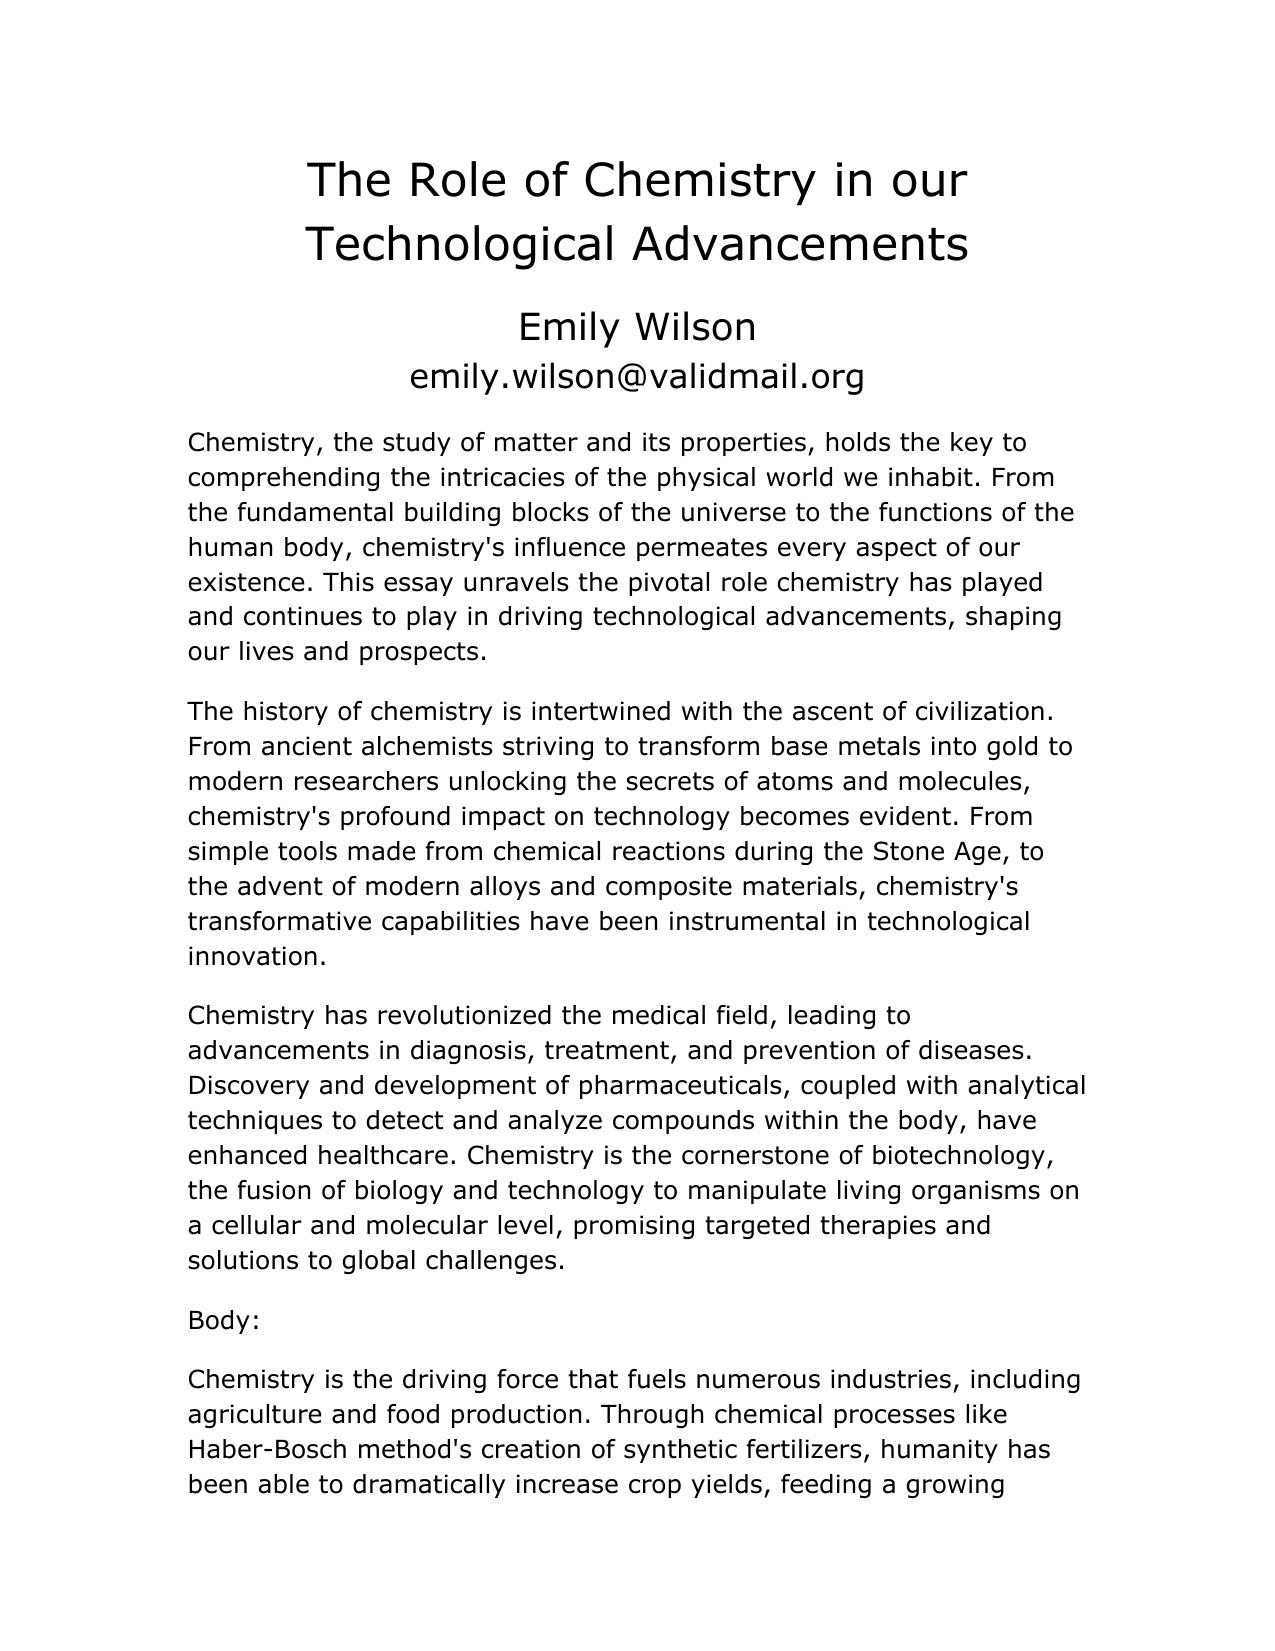 The Role of Chemistry in our
Technological Advancements
Emily Wilson
emily.wilson@validmail.org
Chemistry, the study of matter and its properties, holds the key to
comprehending the intricacies of the physical world we inhabit. From
the fundamental building blocks of the universe to the functions of the
human body, chemistry's influence permeates every aspect of our
existence. This essay unravels the pivotal role chemistry has played
and continues to play in driving technological advancements, shaping
our lives and prospects.
The history of chemistry is intertwined with the ascent of civilization.
From ancient alchemists striving to transform base metals into gold to
modern researchers unlocking the secrets of atoms and molecules,
chemistry's profound impact on technology becomes evident. From
simple tools made from chemical reactions during the Stone Age, to
the advent of modern alloys and composite materials, chemistry's
transformative capabilities have been instrumental in technological
innovation.
Chemistry has revolutionized the medical field, leading to
advancements in diagnosis, treatment, and prevention of diseases.
Discovery and development of pharmaceuticals, coupled with analytical
techniques to detect and analyze compounds within the body, have
enhanced healthcare. Chemistry is the cornerstone of biotechnology,
the fusion of biology and technology to manipulate living organisms on
a cellular and molecular level, promising targeted therapies and
solutions to global challenges.
Body:
Chemistry is the driving force that fuels numerous industries, including
agriculture and food production. Through chemical processes like
Haber-Bosch method's creation of synthetic fertilizers, humanity has
been able to dramatically increase crop yields, feeding a growing